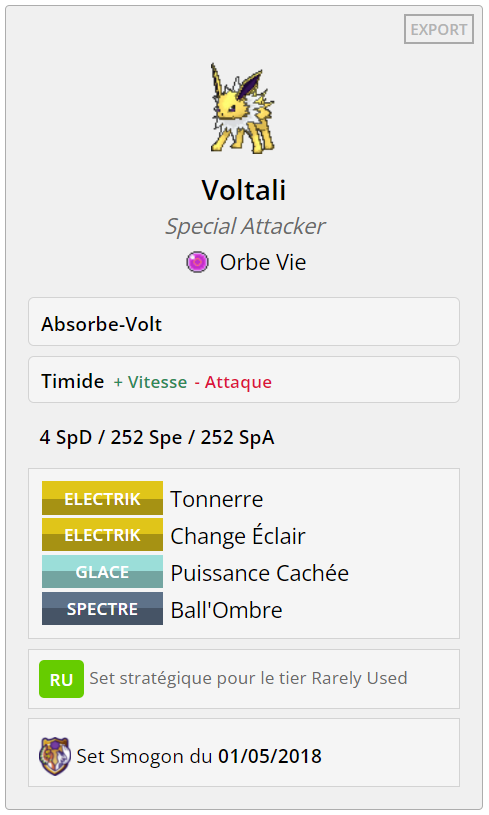 EXPORT
Voltali
Special Attacker
Orbe Vie
Absorbe-Volt
Timide + Vitesse - Attaque
4 SpD / 252 Spe / 252 SpA
ELECTRIK Tonnerre
ELECTRIK Change Éclair
GLACE Puissance Cachée
SPECTRE Ball'Ombre
RU Set stratégique pour le tier Rarely Used
Set Smogon du 01/05/2018